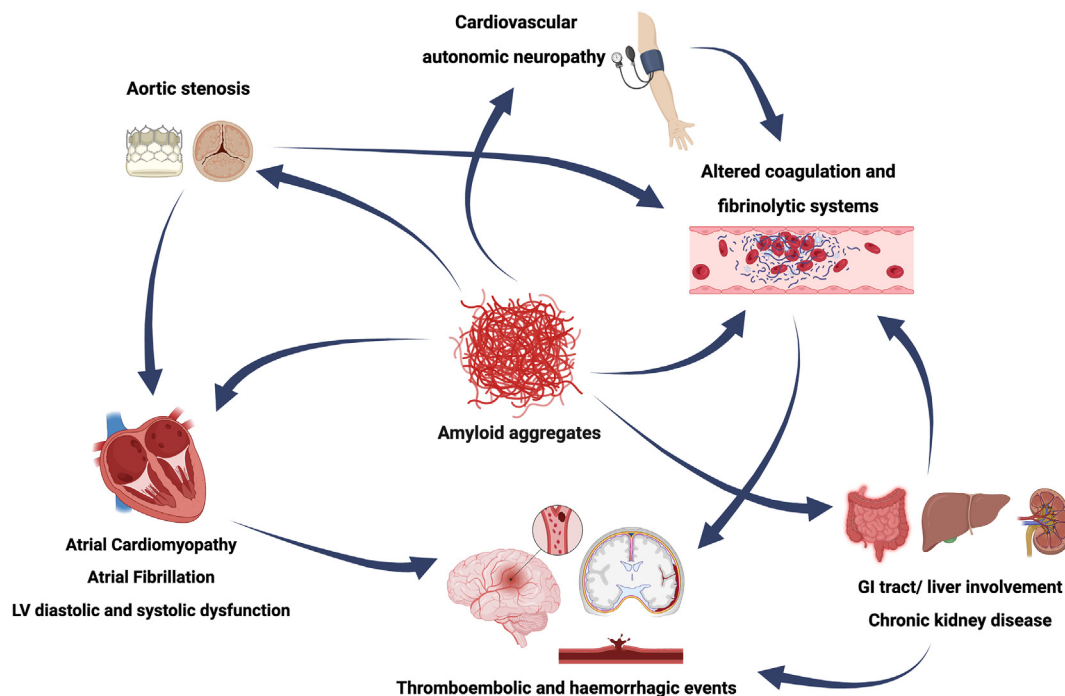 Cardiovascular
autonomic neuropathy
Aortic stenosis
Altered coagulation and
fibrinolytic systems
Amyloid aggregates
Atrial Cardiomyopathy
Atrial Fibrillation
LV diastolic and systolic dysfunction
GI tract/ liver involvement
Chronic kidney disease
Thromboembolic and haemorrhagic events